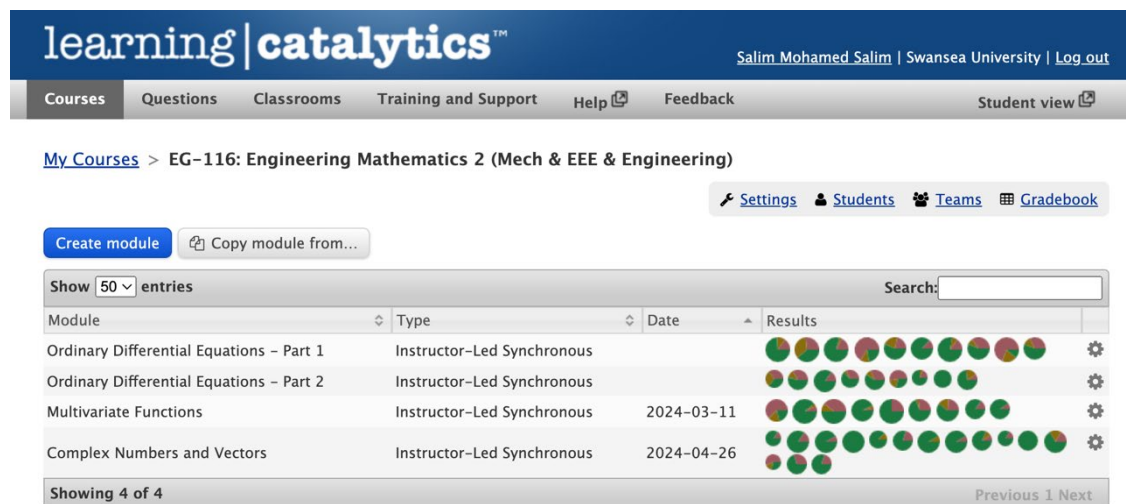 learning|catalytics™
Salim Mohamed Salim | Swansea University | Log out
Courses Questions Classrooms Training and Support Help Feedback Student view
My Courses > EG-116: Engineering Mathematics 2 (Mech & EEE & Engineering)
Settings Students Teams Gradebook
Create module Copy module from...
Show 50 entries Search:
Module Type Date Results
Ordinary Differential Equations - Part 1 Instructor-Led Synchronous
Ordinary Differential Equations - Part 2 Instructor-Led Synchronous
Multivariate Functions Instructor-Led Synchronous 2024-03-11
Complex Numbers and Vectors Instructor-Led Synchronous 2024-04-26
Showing 4 of 4 Previous 1 Next